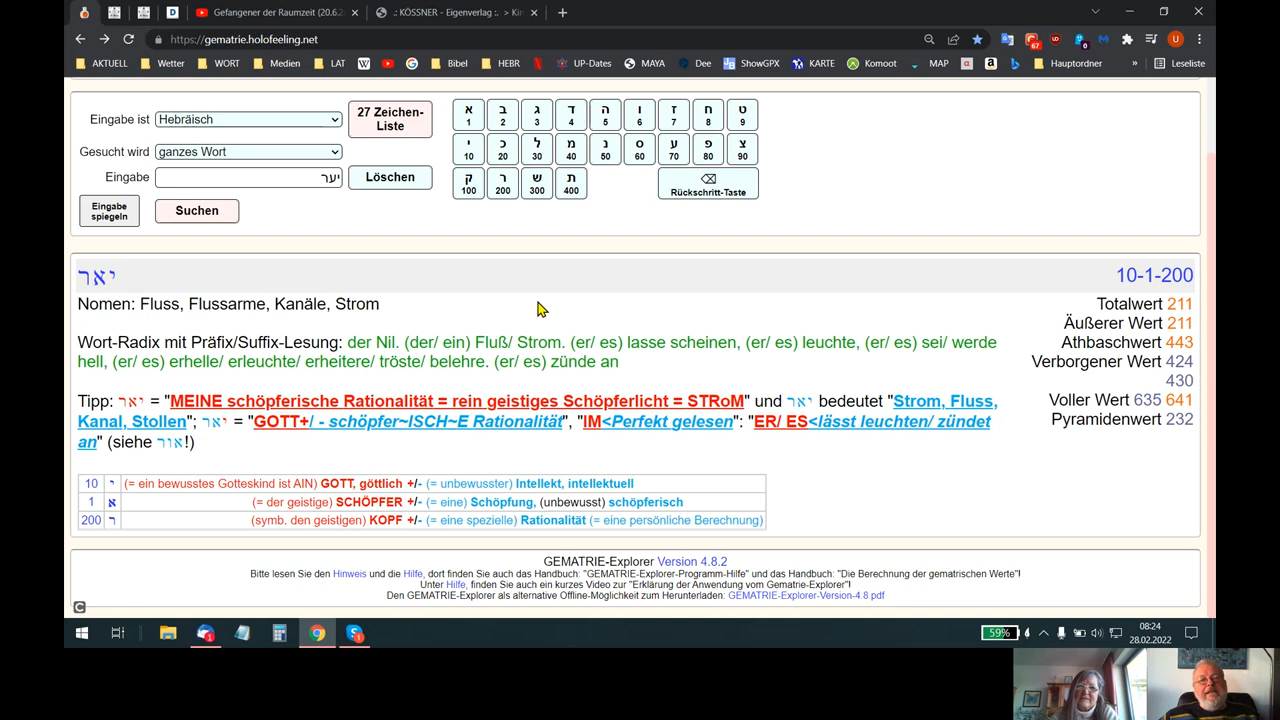 Gefangener der Raumzeit (20.6.2
.: KÖSSNER - Eigenverlag :. > Kin
https://gematrie.holofeeling.net
AKTUELL Wetter WORT Medien LAT Bibel HEBR UP-Dates MAYA Dee ShowGPX KARTE Komoot MAP Hauptordner » Leseliste
Eingabe ist Hebräisch
27 Zeichen-Liste
Gesucht wird ganzes Wort
Eingabe יער Löschen
Eingabe spiegeln Suchen
א ב ג ד ה ו ז ח ט
1 2 3 4 5 6 7 8 9
י כ ל מ נ ס ע פ צ
10 20 30 40 50 60 70 80 90
ק ר ש ת
100 200 300 400
Rückschritt-Taste
יאר 10-1-200
Nomen: Fluss, Flussarme, Kanäle, Strom
Totalwert 211
Äußerer Wert 211
Athbaschwert 443
Verborgener Wert 424
430
Voller Wert 635 641
Pyramidenwert 232
Wort-Radix mit Präfix/Suffix-Lesung: der Nil. (der/ ein) Fluß/ Strom. (er/ es) lasse scheinen, (er/ es) leuchte, (er/ es) sei/ werde
hell, (er/ es) erhelle/ erleuchte/ erheitere/ tröste/ belehre. (er/ es) zünde an
Tipp: יאר = "MEINE schöpferische Rationalität = rein geistiges Schöpferlicht = STRoM" und יאר bedeutet "Strom, Fluss,
Kanal, Stollen"; יאר = "GOTT+/ - schöpfer~ISCH~E Rationalität", "IM<Perfekt gelesen": "ER/ ES<lässt leuchten/ zündet
an" (siehe אור!)
10 י (= ein bewusstes Gotteskind ist AIN) GOTT, göttlich +/- (= unbewusster) Intellekt, intellektuell
1 א (= der geistige) SCHÖPFER +/- (= eine) Schöpfung, (unbewusst) schöpferisch
200 ר (symb. den geistigen) KOPF +/- (= eine spezielle) Rationalität (= eine persönliche Berechnung)
GEMATRIE-Explorer Version 4.8.2
Bitte lesen Sie den Hinweis und die Hilfe, dort finden Sie auch das Handbuch: "GEMATRIE-Explorer-Programm-Hilfe" und das Handbuch: "Die Berechnung der gematrischen Werte"!
Unter Hilfe, finden Sie auch ein kurzes Video zur "Erklärung der Anwendung vom Gematrie-Explorer"!
Den GEMATRIE-Explorer als alternative Offline-Möglichkeit zum Herunterladen: GEMATRIE-Explorer-Version-4.8.pdf
59%
08:24
28.02.2022